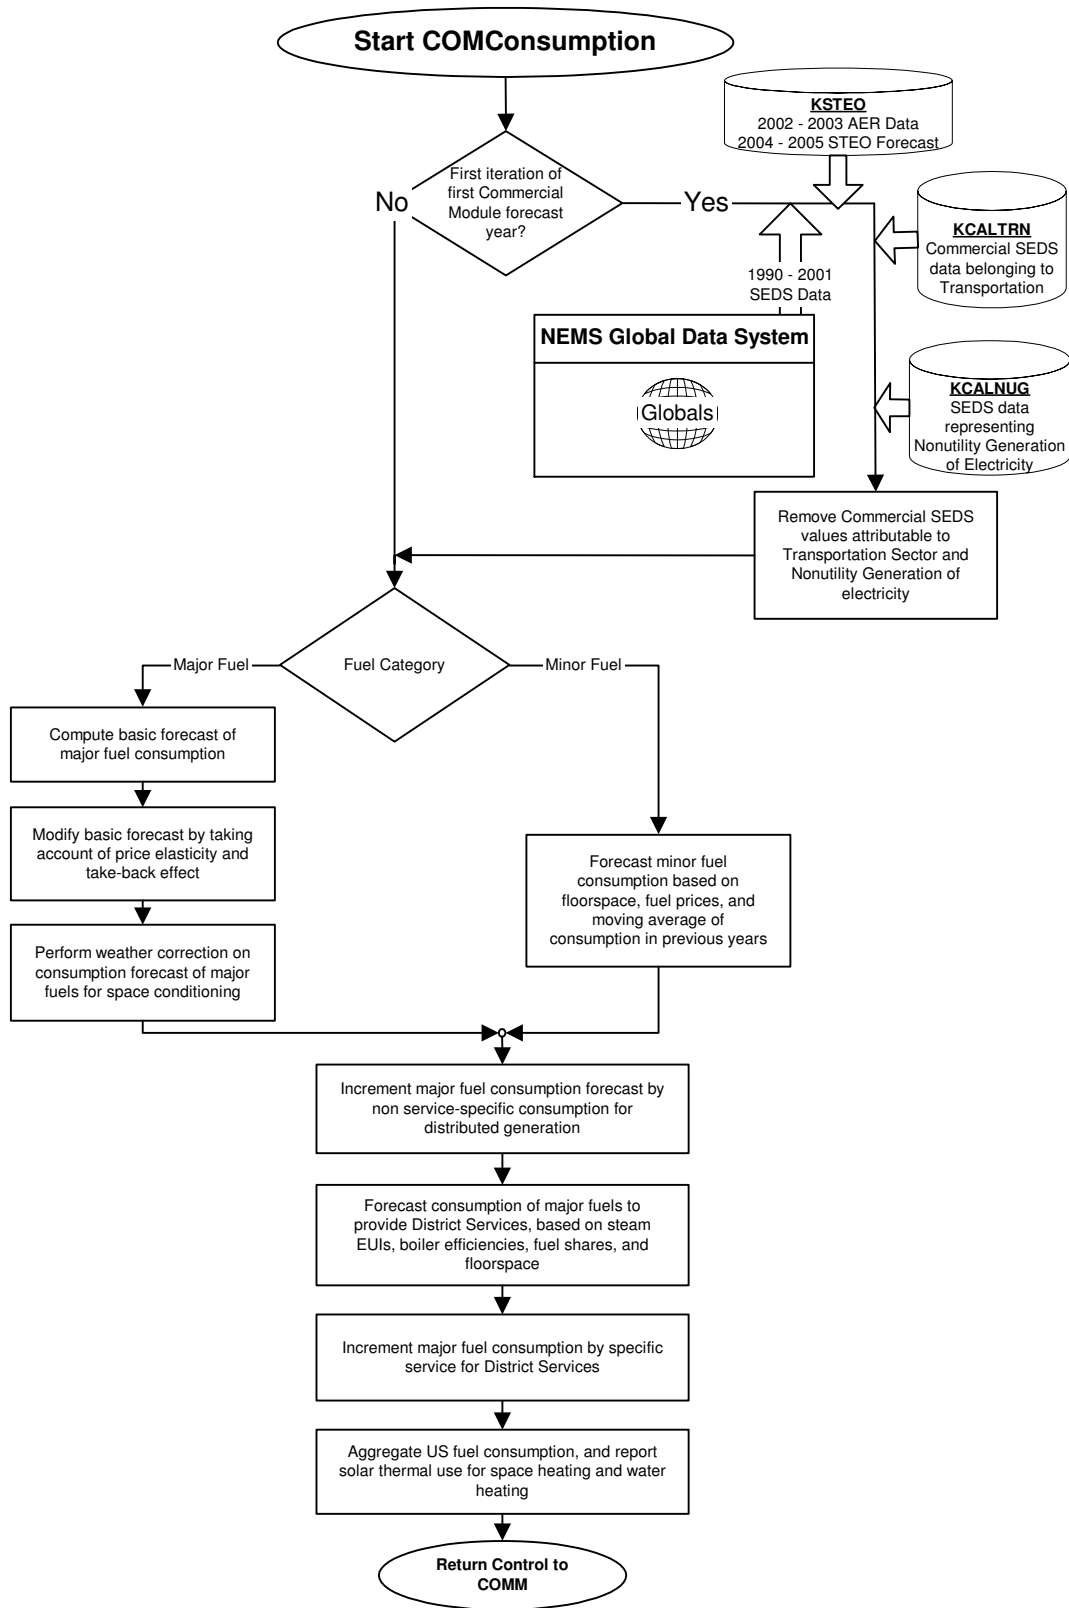 Start COMConsumption
KSTEO
2002 - 2003 AER Data
2004 - 2005 STEO Forecast
First iteration of
first Commercial
Module forecast
year?
No
Yes
KCALTRN
Commercial SEDS
data belonging to
Transportation
1990 - 2001
SEDS Data
NEMS Global Data System
Globals
KCALNUG
SEDS data
representing
Nonutility Generation
of Electricity
Remove Commercial SEDS
values attributable to
Transportation Sector and
Nonutility Generation of
electricity
Major Fuel
Fuel Category
Minor Fuel
Compute basic forecast of
major fuel consumption
Modify basic forecast by taking
account of price elasticity and
take-back effect
Perform weather correction on
consumption forecast of major
fuels for space conditioning
Forecast minor fuel
consumption based on
floorspace, fuel prices, and
moving average of
consumption in previous years
Increment major fuel consumption forecast by
non service-specific consumption for
distributed generation
Forecast consumption of major fuels to
provide District Services, based on steam
EUIs, boiler efficiencies, fuel shares, and
floorspace
Increment major fuel consumption by specific
service for District Services
Aggregate US fuel consumption, and report
solar thermal use for space heating and water
heating
Return Control to
COMM